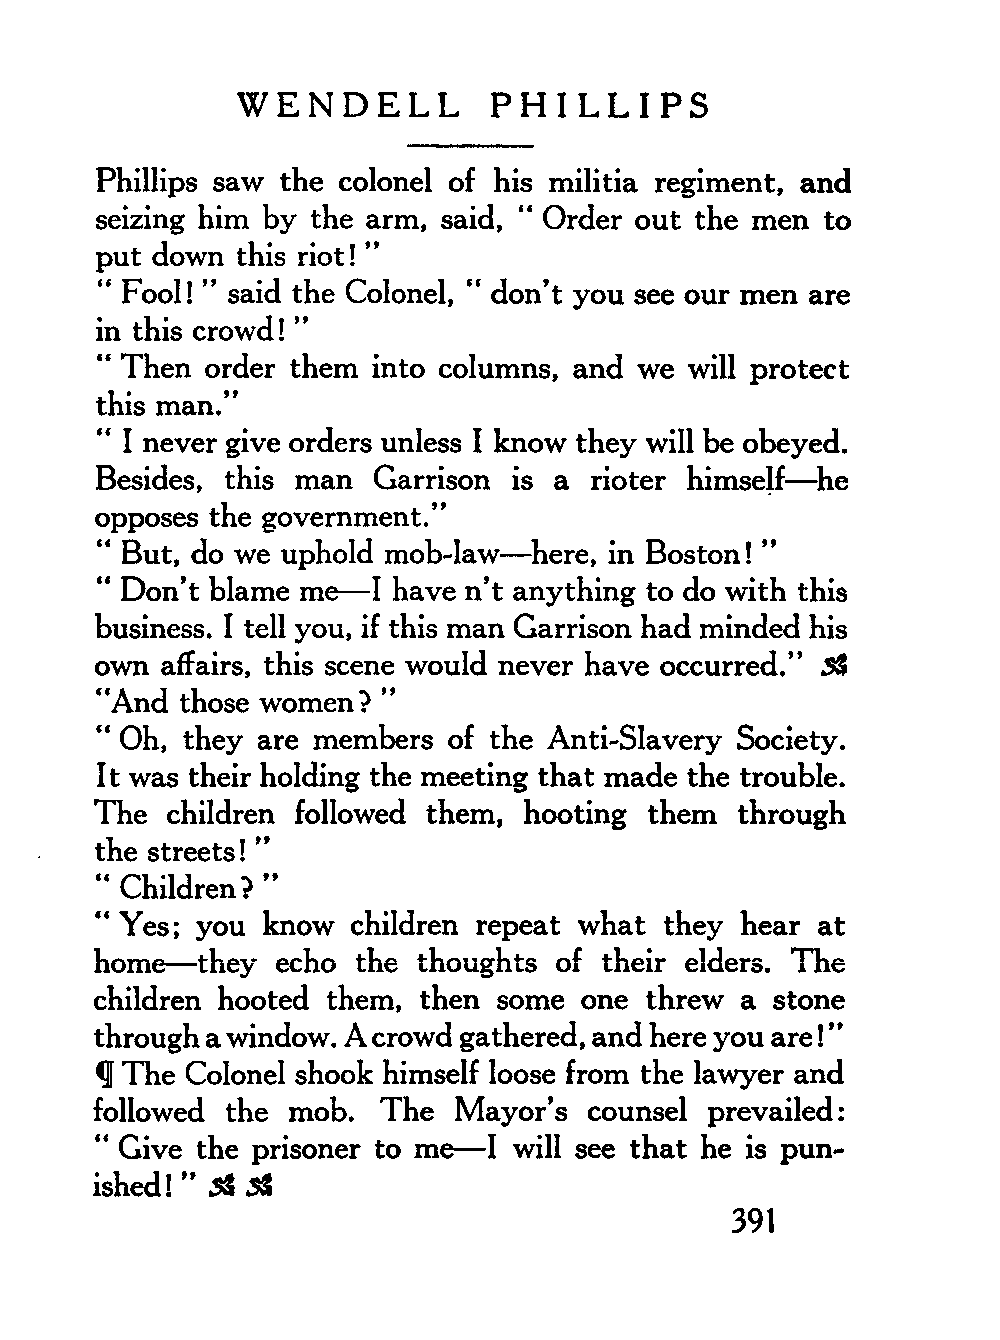 WENDELL PHILLIPS
Phillips saw the colonel of his militia regiment, and
seizing him by the arm, said, “ Order out the men to
put down this riot! ”
“ Fool! ” said the Colonel, “ don’t you see our men are
in this crowd! ”
“ Then order them into columns, and we will protect
this man.”
“ I never give orders unless I know they will be obeyed.
Besides, this man Garrison is a rioter himself—he
opposes the government.”
“ But, do we uphold mob-law—here, in Boston! ”
“ Don’t blame me—I have n’t anything to do with this
business. I tell you, if this man Garrison had minded his
own affairs, this scene would never have occurred.”
“And those women? ”
“ Oh, they are members of the Anti-Slavery Society.
It was their holding the meeting that made the trouble.
The children followed them, hooting them through
the streets! ”
“ Children? ”
“ Yes; you know children repeat what they hear at
home—they echo the thoughts of their elders. The
children hooted them, then some one threw a stone
through a window. A crowd gathered, and here you are!”
¶ The Colonel shook himself loose from the lawyer and
followed the mob. The Mayor’s counsel prevailed:
“ Give the prisoner to me—I will see that he is pun-
ished! ”
391